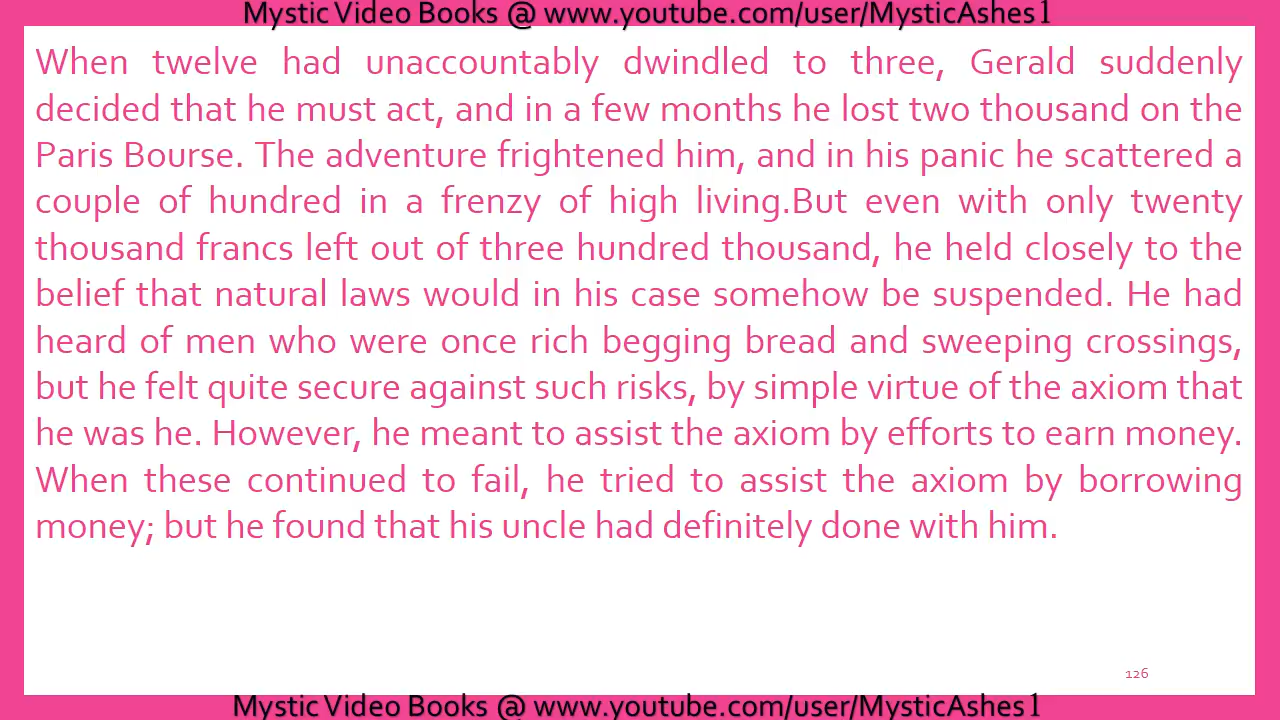 Mystic Video Books @ www.youtube.com/user/MysticAshes1
When twelve had unaccountably dwindled to three, Gerald suddenly
decided that he must act, and in a few months he lost two thousand on the
Paris Bourse. The adventure frightened him, and in his panic he scattered a
couple of hundred in a frenzy of high living.But even with only twenty
thousand francs left out of three hundred thousand, he held closely to the
belief that natural laws would in his case somehow be suspended. He had
heard of men who were once rich begging bread and sweeping crossings,
but he felt quite secure against such risks, by simple virtue of the axiom that
he was he. However, he meant to assist the axiom by efforts to earn money.
When these continued to fail, he tried to assist the axiom by borrowing
money; but he found that his uncle had definitely done with him.
126
Mystic Video Books @ www.youtube.com/user/MysticAshes1